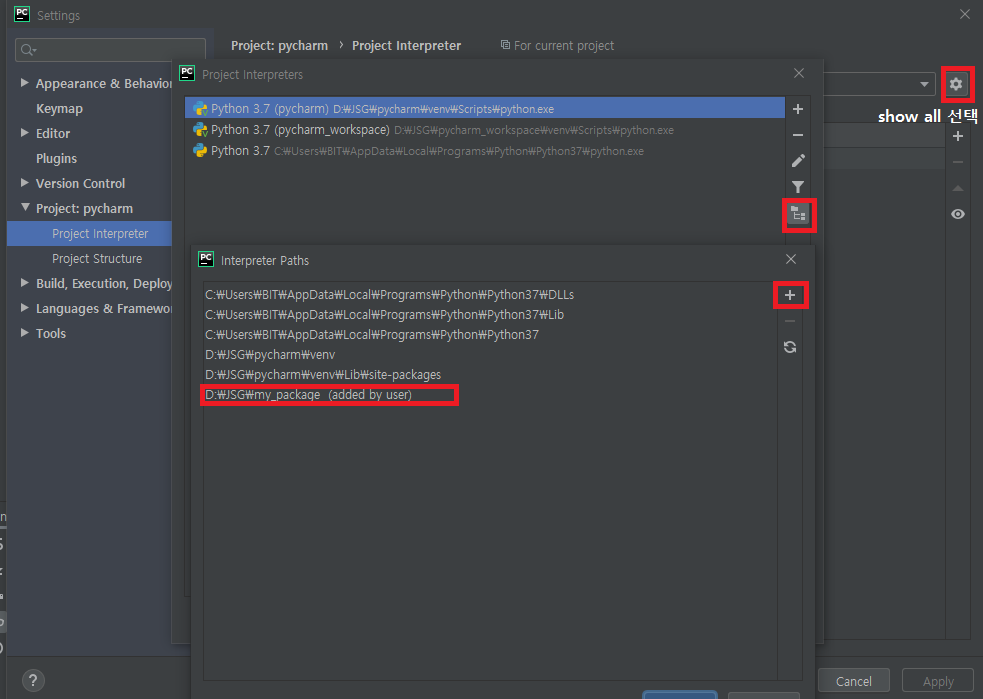 PC Settings
Project: pycharm › Project Interpreter For current project
Appearance & Behavior
Keymap
Editor
Plugins
Version Control
Project: pycharm
Project Interpreter
Project Structure
Build, Execution, Deploy
Languages & Framewor
Tools
show all 선택
PC Project Interpreters
Python 3.7 (pycharm) D:₩JSG₩pycharm₩venv₩Scripts₩python.exe
Python 3.7 (pycharm_workspace) D:₩JSG₩pycharm_workspace₩venv₩Scripts₩python.exe
Python 3.7 C:₩Users₩BIT₩AppData₩Local₩Programs₩Python₩Python37₩python.exe
PC Interpreter Paths
C:₩Users₩BIT₩AppData₩Local₩Programs₩Python₩Python37₩DLLs
C:₩Users₩BIT₩AppData₩Local₩Programs₩Python₩Python37₩Lib
C:₩Users₩BIT₩AppData₩Local₩Programs₩Python₩Python37
D:₩JSG₩pycharm₩venv
D:₩JSG₩pycharm₩venv₩Lib₩site-packages
D:₩JSG₩my_package (added by user)
?
Cancel
Apply